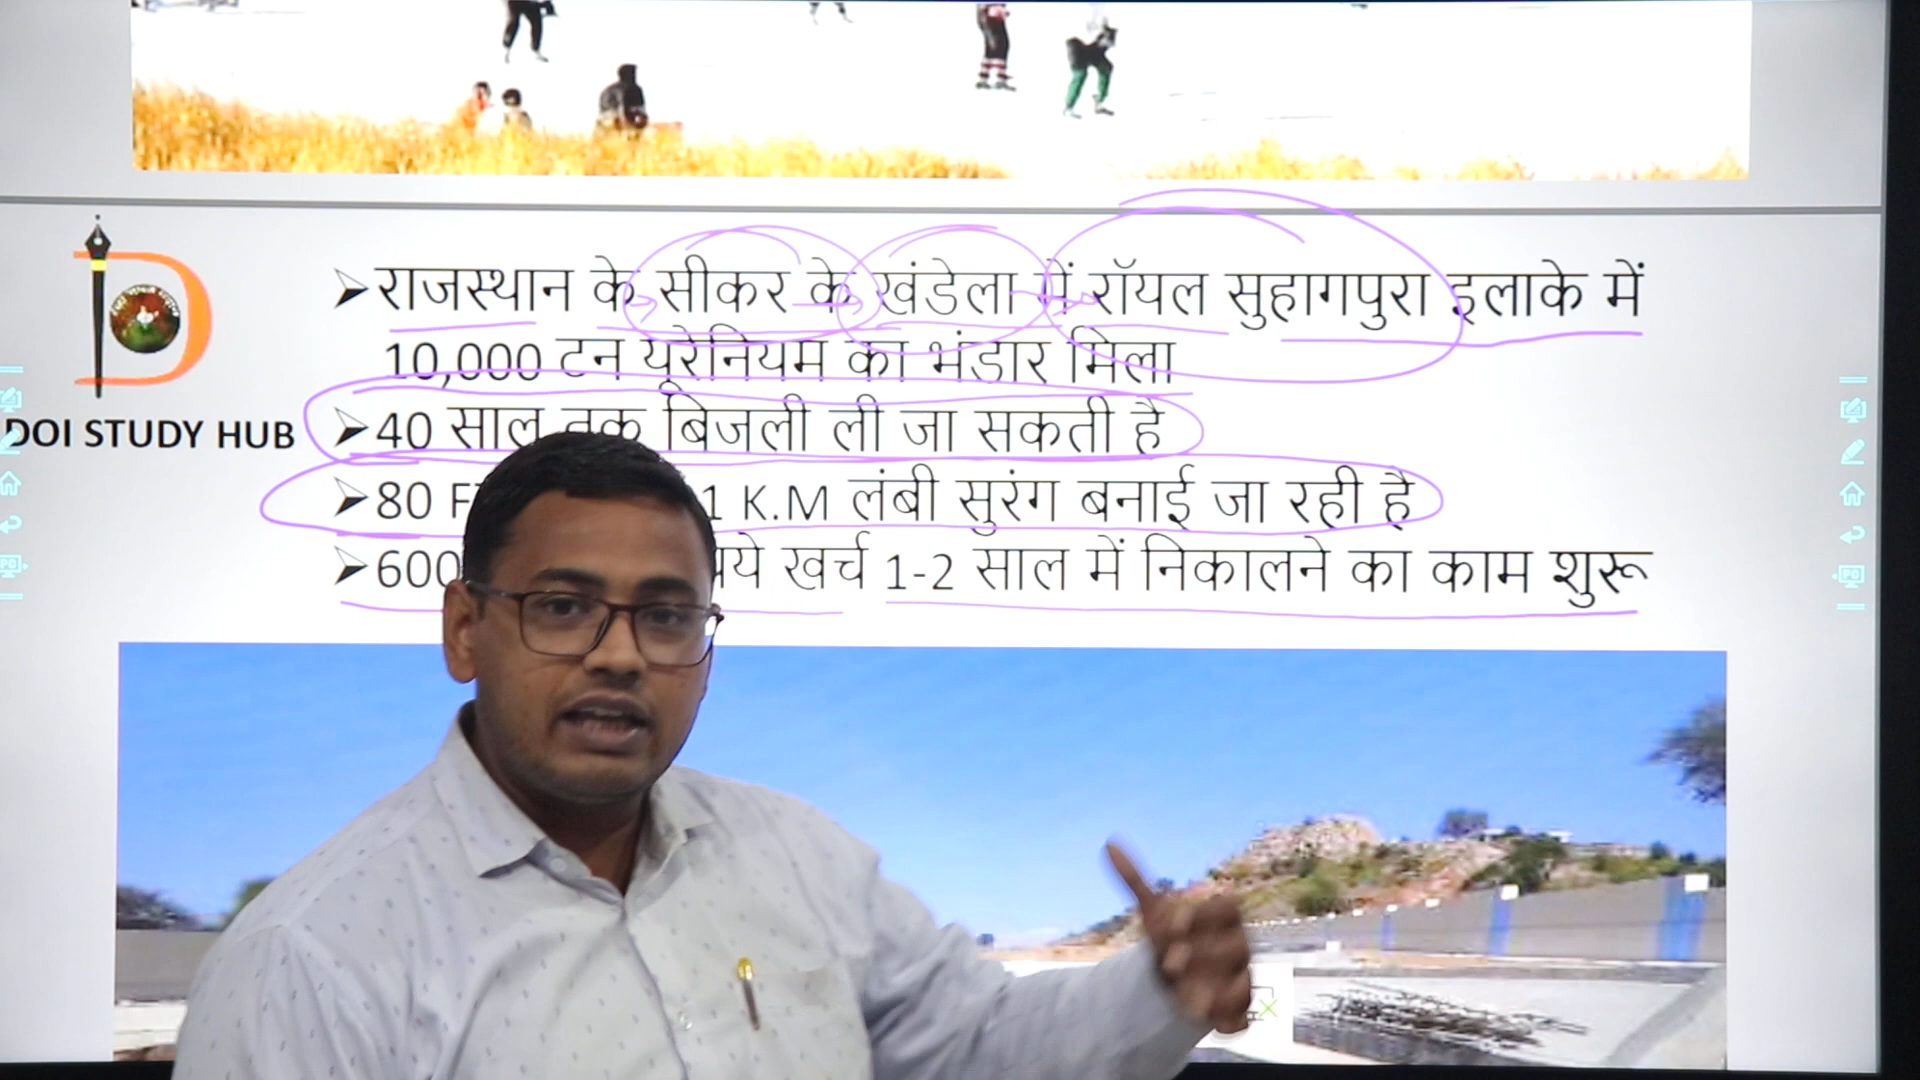 ➤राजस्थान के सीकर के खंडेला में रॉयल सुहागपुरा इलाके में
10,000 टन यूरेनियम का भंडार मिला
DOI STUDY HUB
➤40 साल तक बिजली ली जा सकती है
➤80 1 K.M लंबी सुरंग बनाई जा रही है
➤600 खर्च 1-2 साल में निकालने का काम शुरू